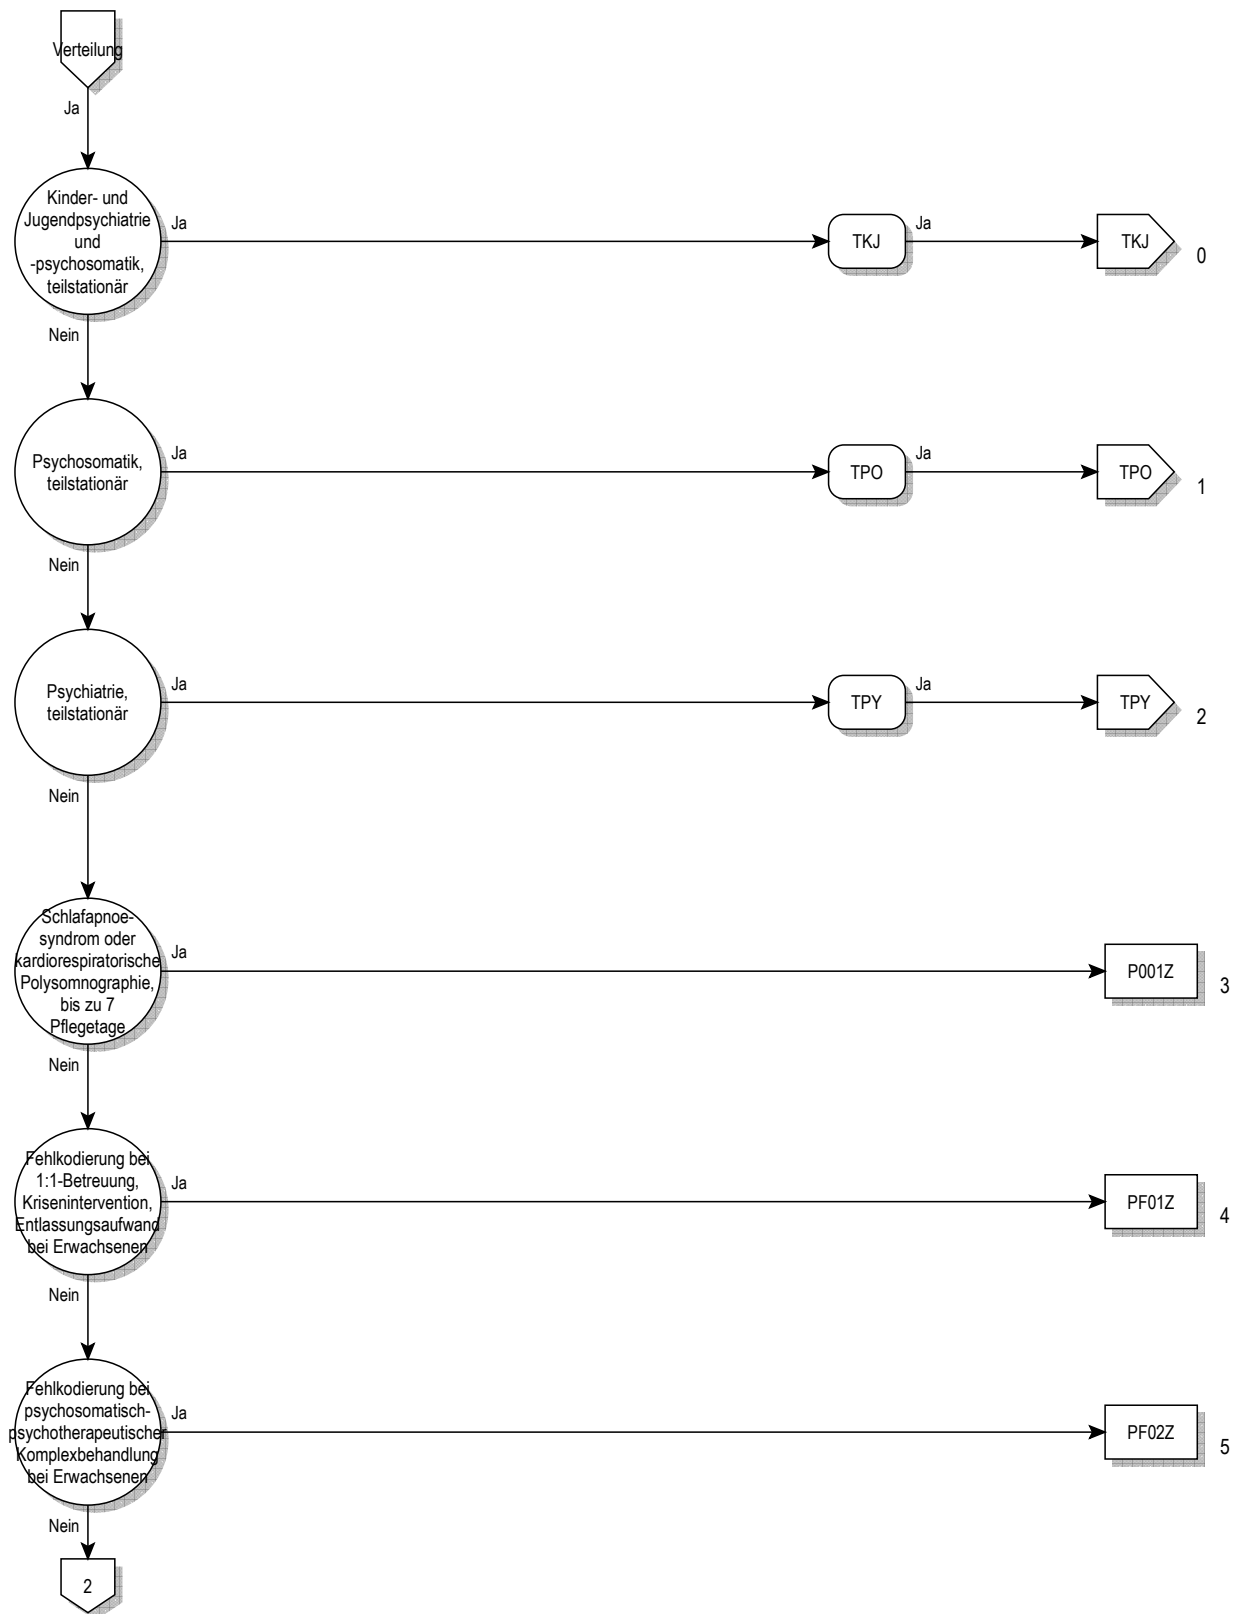 Verteilung
Ja
Kinder- und
Jugendpsychiatrie
und
-psychosomatik,
teilstationär
Ja
TKJ
Ja
TKJ
0
Nein
Psychosomatik,
teilstationär
Ja
TPO
Ja
TPO
1
Nein
Psychiatrie,
teilstationär
Ja
TPY
Ja
TPY
2
Nein
Schlafapnoe-
syndrom oder
kardiorespiratorische
Polysomnographie,
bis zu 7
Pflegetage
Ja
P001Z
3
Nein
Fehlkodierung bei
1:1-Betreuung,
Krisenintervention,
Entlassungsaufwand
bei Erwachsenen
Ja
PF01Z
4
Nein
Fehlkodierung bei
psychosomatisch-
psychotherapeutischer
Komplexbehandlung
bei Erwachsenen
Ja
PF02Z
5
Nein
2